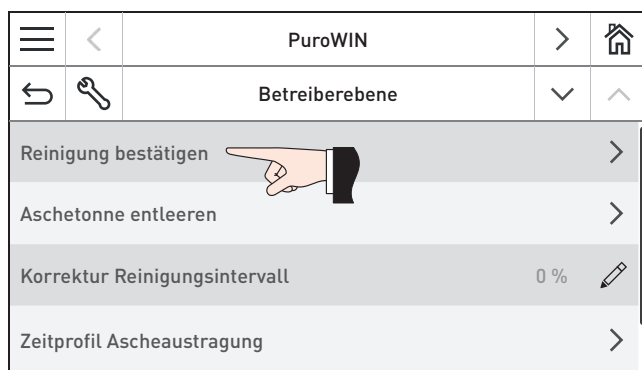 PuroWIN
Betreiberebene
Reinigung bestätigen
Aschetonne entleeren
Korrektur Reinigungsintervall 0 %
Zeitprofil Ascheaustragung